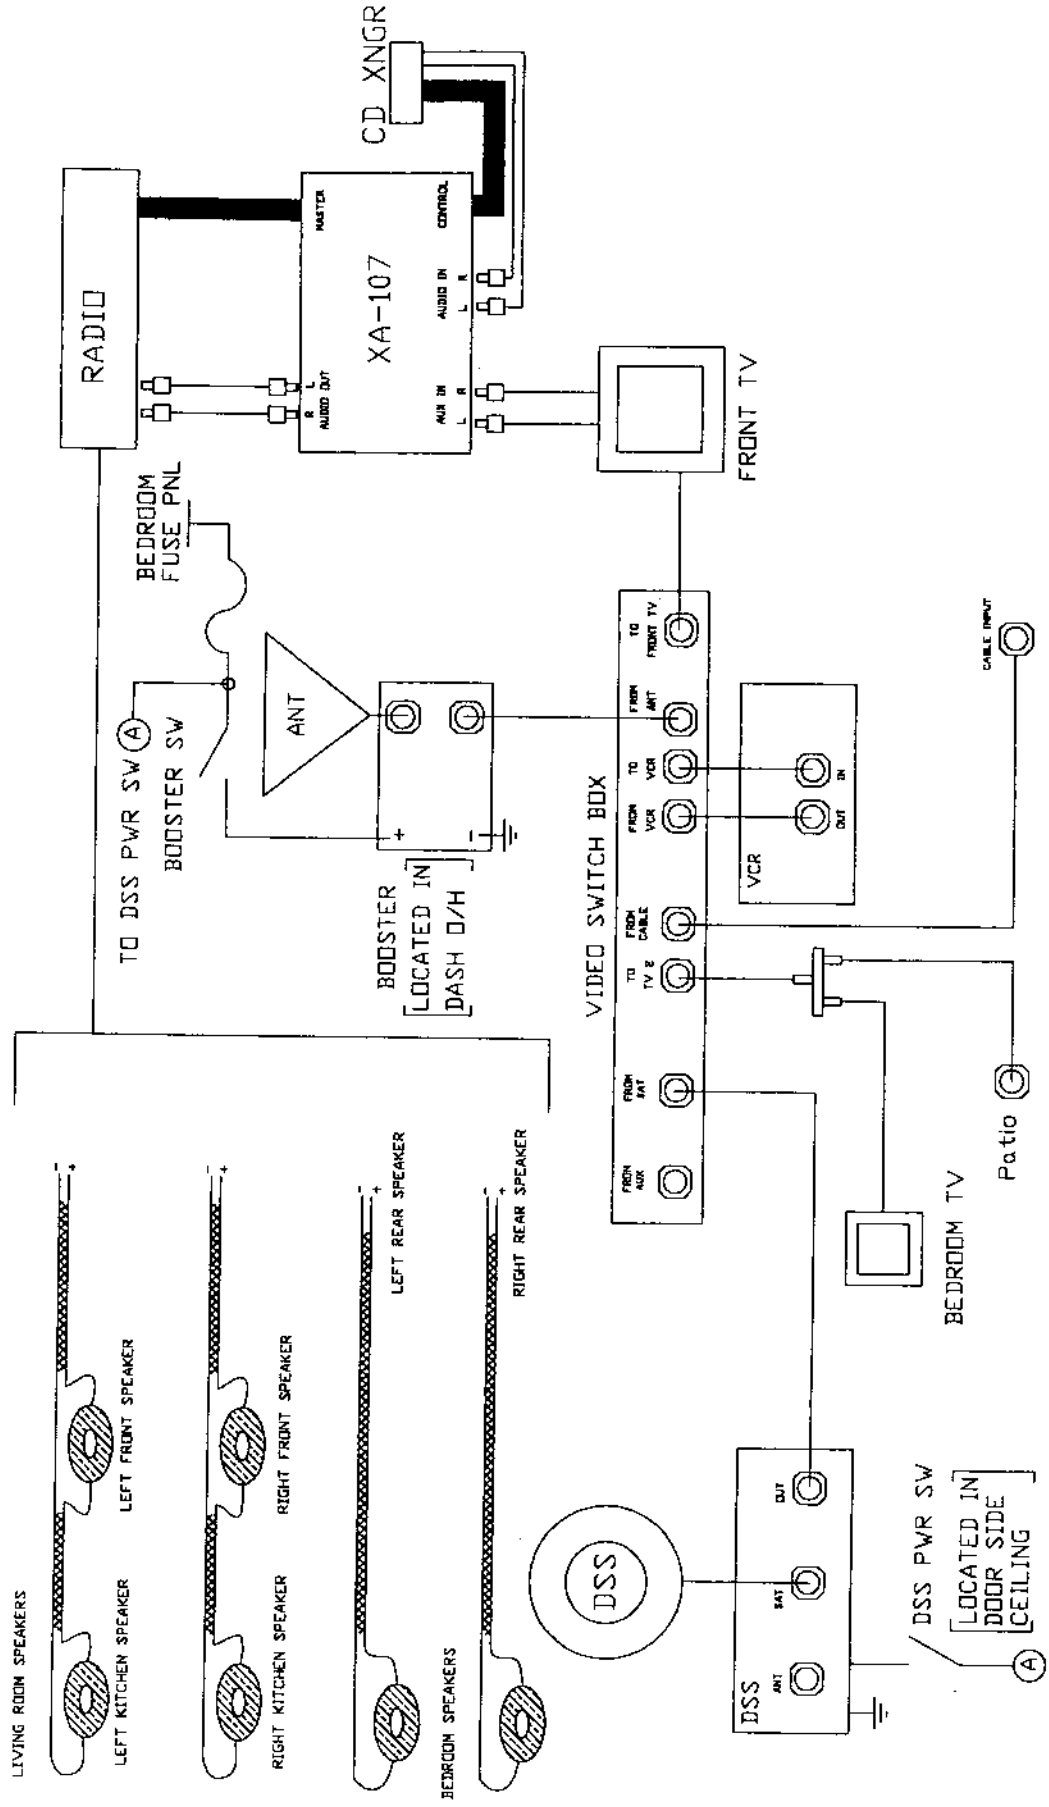 LIVING ROOM SPEAKERS
LEFT KITCHEN SPEAKER
LEFT FRONT SPEAKER
-
+
RIGHT KITCHEN SPEAKER
RIGHT FRONT SPEAKER
-
+
LEFT REAR SPEAKER
-
+
BEDROOM SPEAKERS
RIGHT REAR SPEAKER
-
+
TO DSS PWR SW
A
BOOSTER SW
BEDROOM
FUSE PNL
RADIO
ANT
BOOSTER
LOCATED IN
DASH O/H
+
-
R
L
AUDIO OUT
MASTER
XA-107
AUX IN
L
R
AUDIO IN
L
R
CONTROL
CD XNGR
FRONT TV
VIDEO SWITCH BOX
FROM
AUX
FROM
SAT
TO
TV 2
FROM
CABLE
FROM
VCR
TO
VCR
FROM
ANT
TO
FRONT TV
VCR
OUT
IN
CABLE INPUT
DSS
DSS
ANT
SAT
OUT
BEDROOM TV
Patio
DSS PWR SW
LOCATED IN
DOOR SIDE
CEILING
A